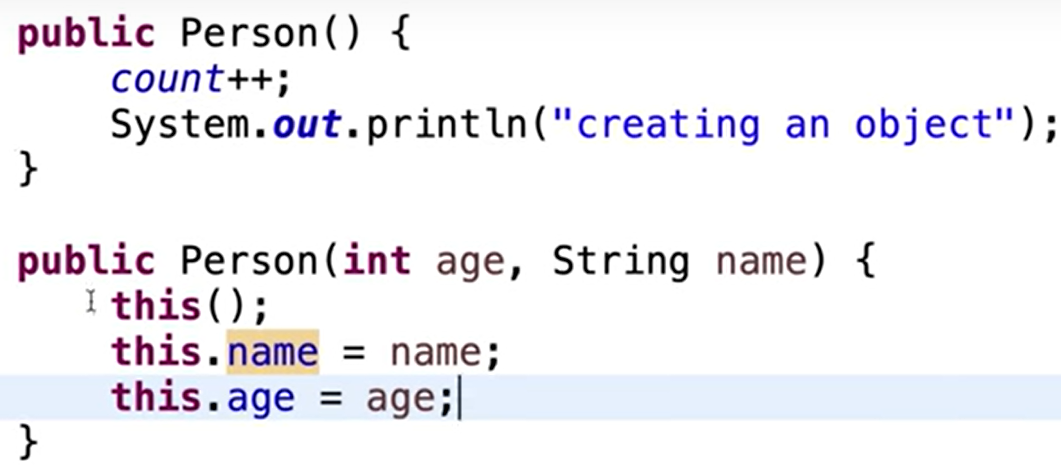 public Person() {
count++;
System.out.println("creating an object");
}
public Person(int age, String name) {
this();
this.name = name;
this.age = age;
}